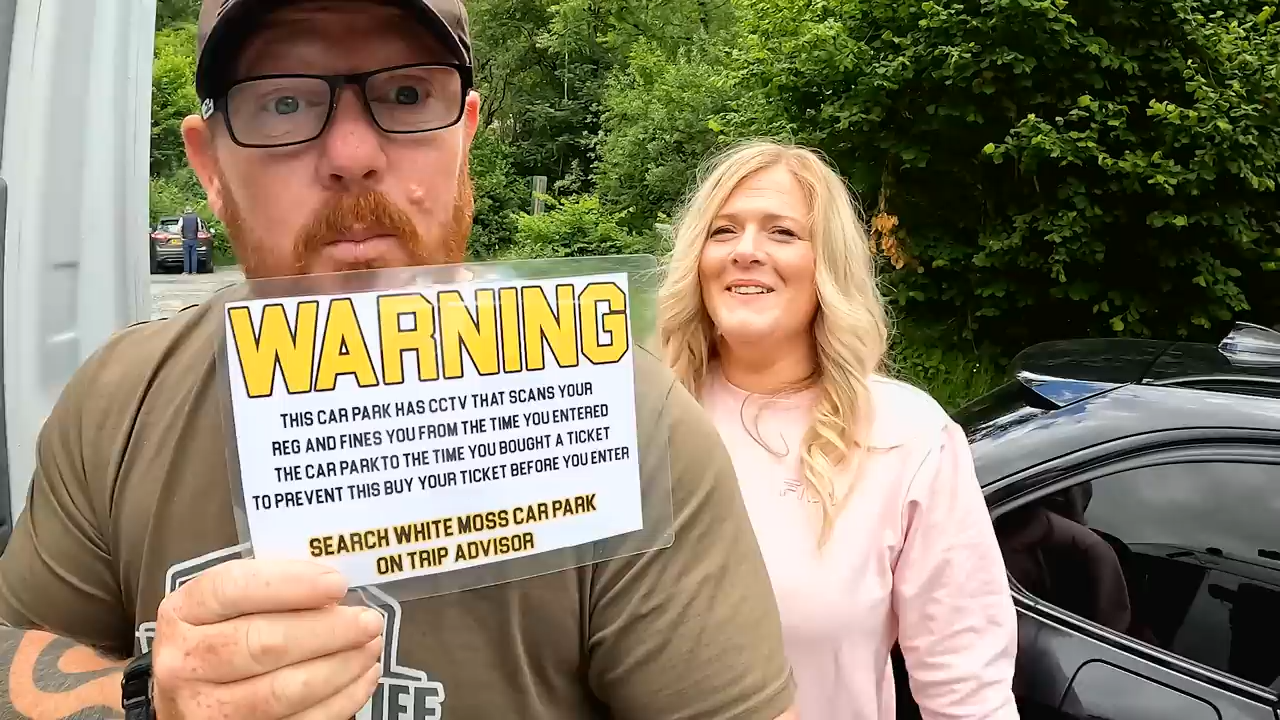 WARNING
THIS CAR PARK HAS CCTV THAT SCANS YOUR
REG AND FINES YOU FROM THE TIME YOU ENTERED
THE CAR PARK TO THE TIME YOU BOUGHT A TICKET
TO PREVENT THIS BUY YOUR TICKET BEFORE YOU ENTER
SEARCH WHITE MOSS CAR PARK
ON TRIP ADVISOR